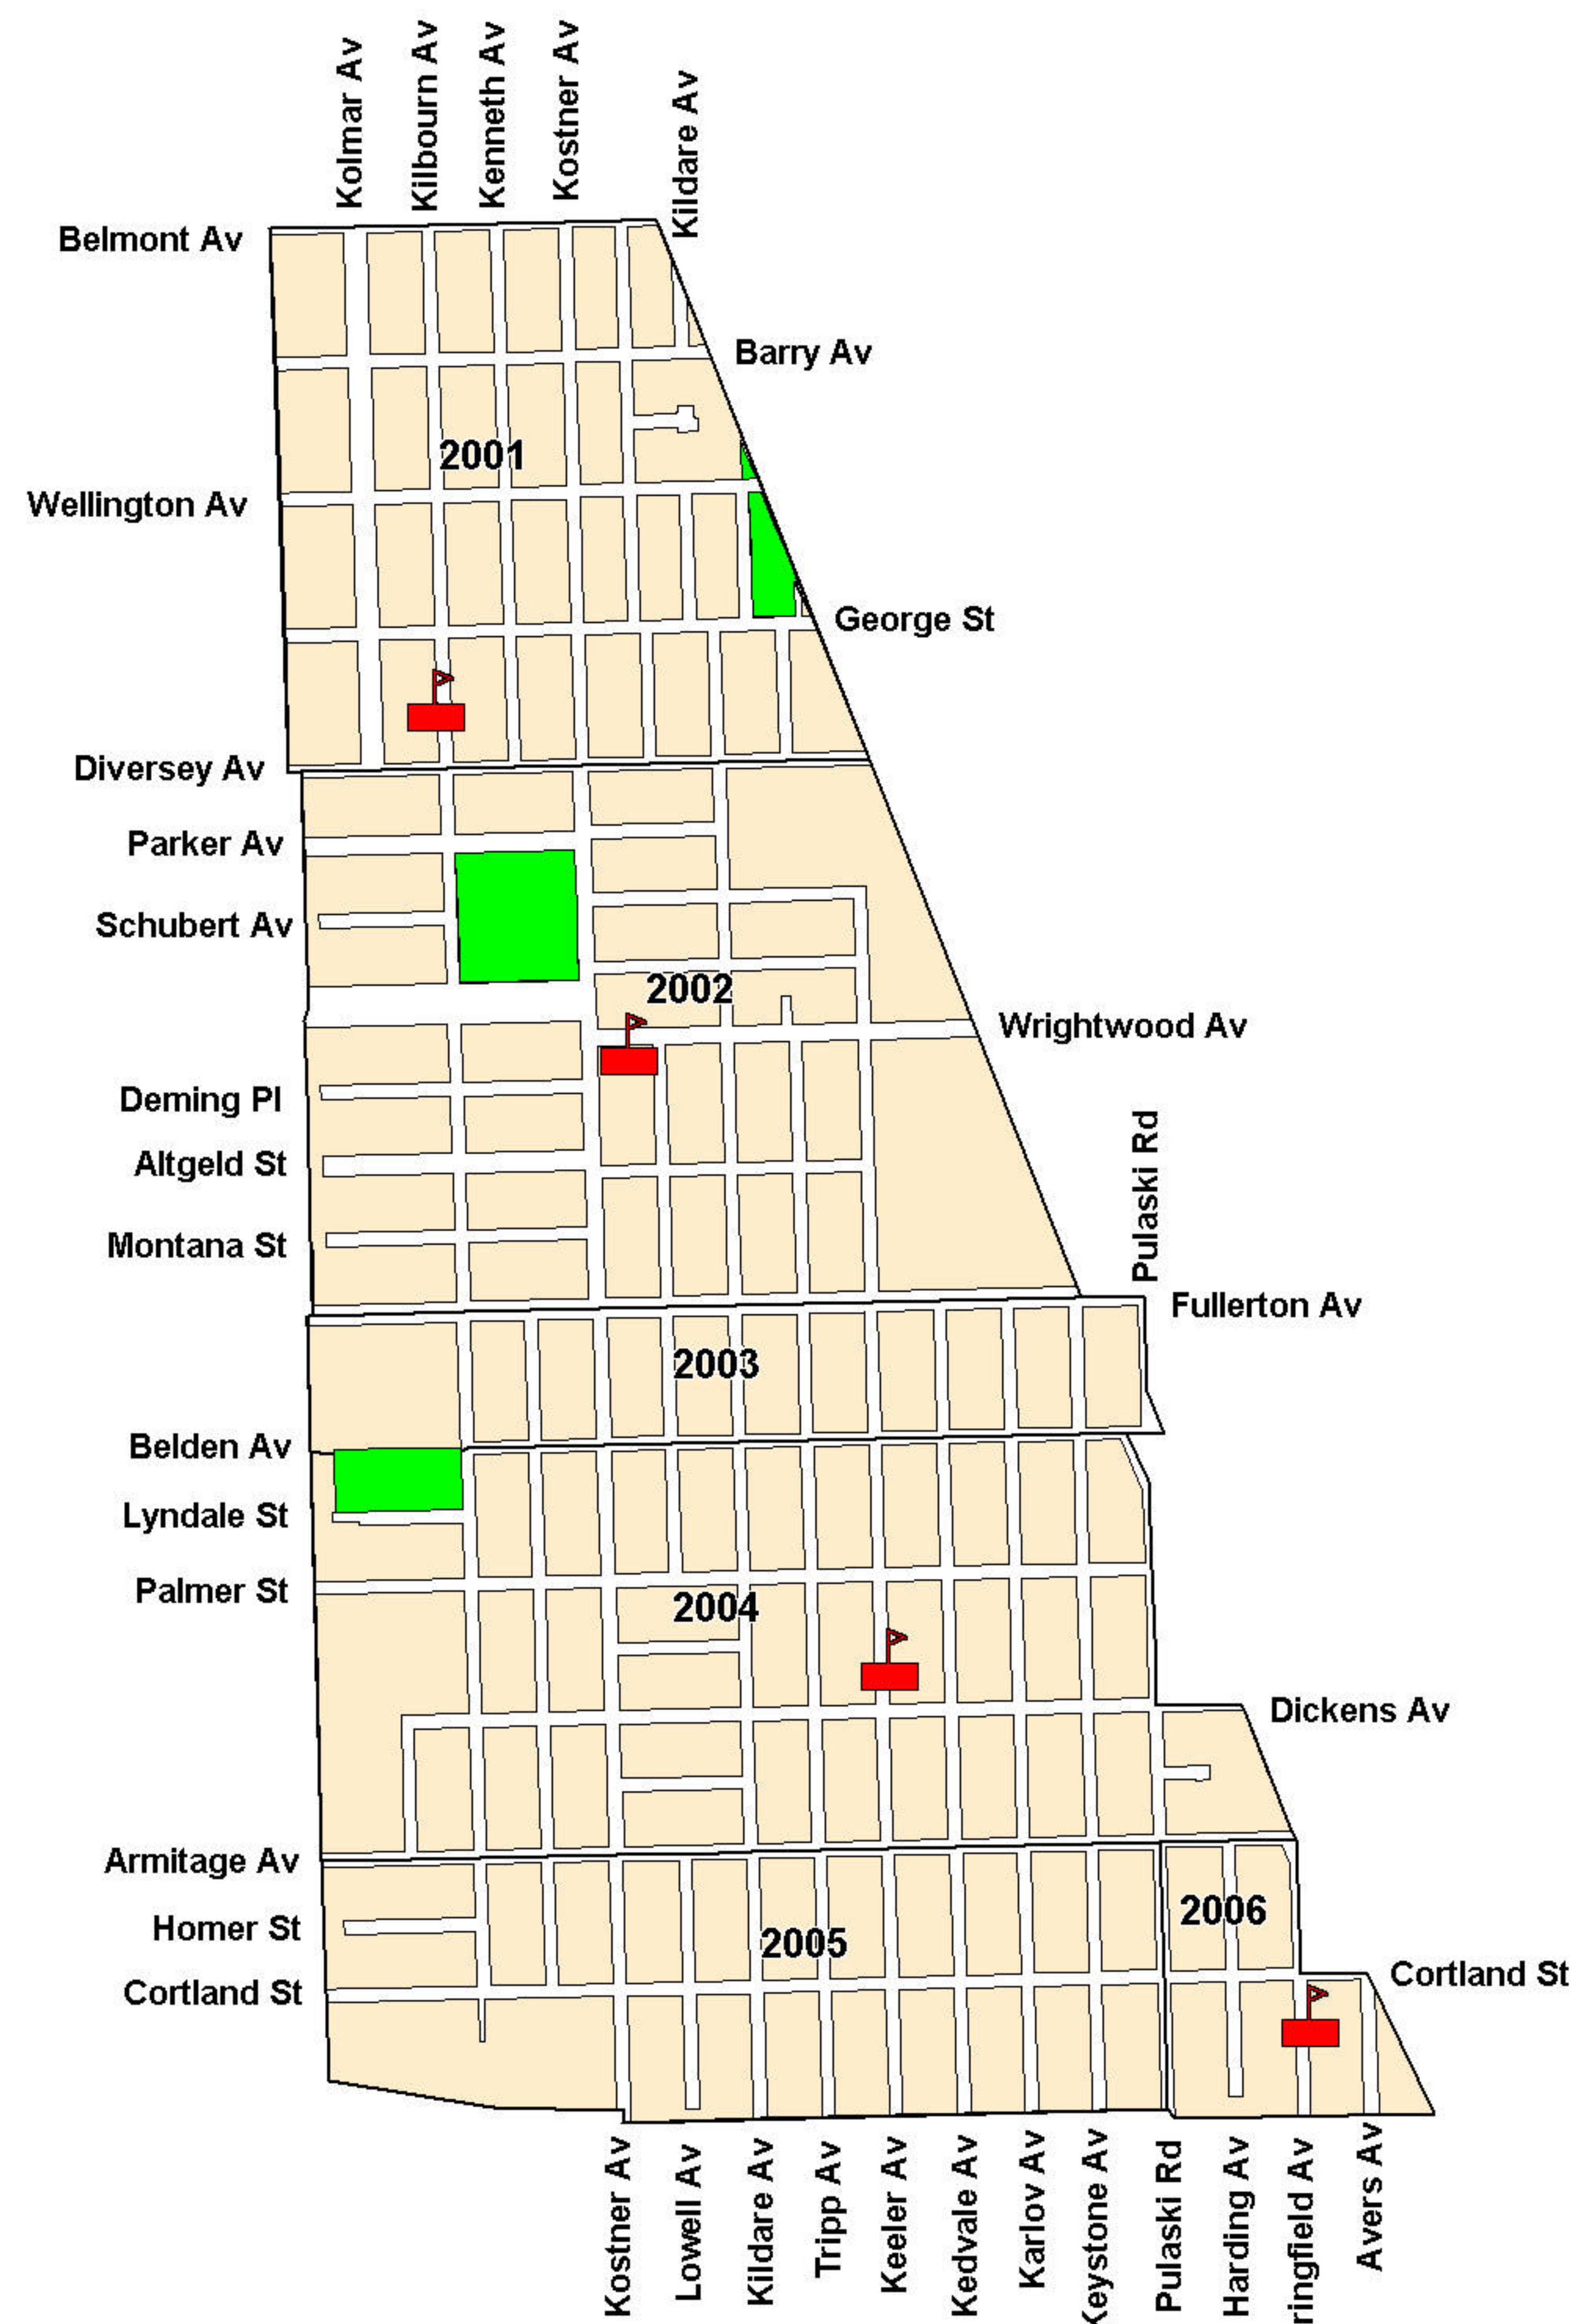 Kolmar Av
Kilbourn Av
Kenneth Av
Kostner Av
Kildare Av
Belmont Av
Barry Av
2001
Wellington Av
George St
Diversey Av
Parker Av
Schubert Av
2002
Wrightwood Av
Deming Pl
Altgeld St
Pulaski Rd
Montana St
Fullerton Av
2003
Belden Av
Lyndale St
Palmer St
2004
Dickens Av
Armitage Av
2006
Homer St
2005
Cortland St
Cortland St
Kostner Av
Lowell Av
Kildare Av
Tripp Av
Keeler Av
Kedvale Av
Karlov Av
Keystone Av
Pulaski Rd
Harding Av
ringfield Av
Avers Av